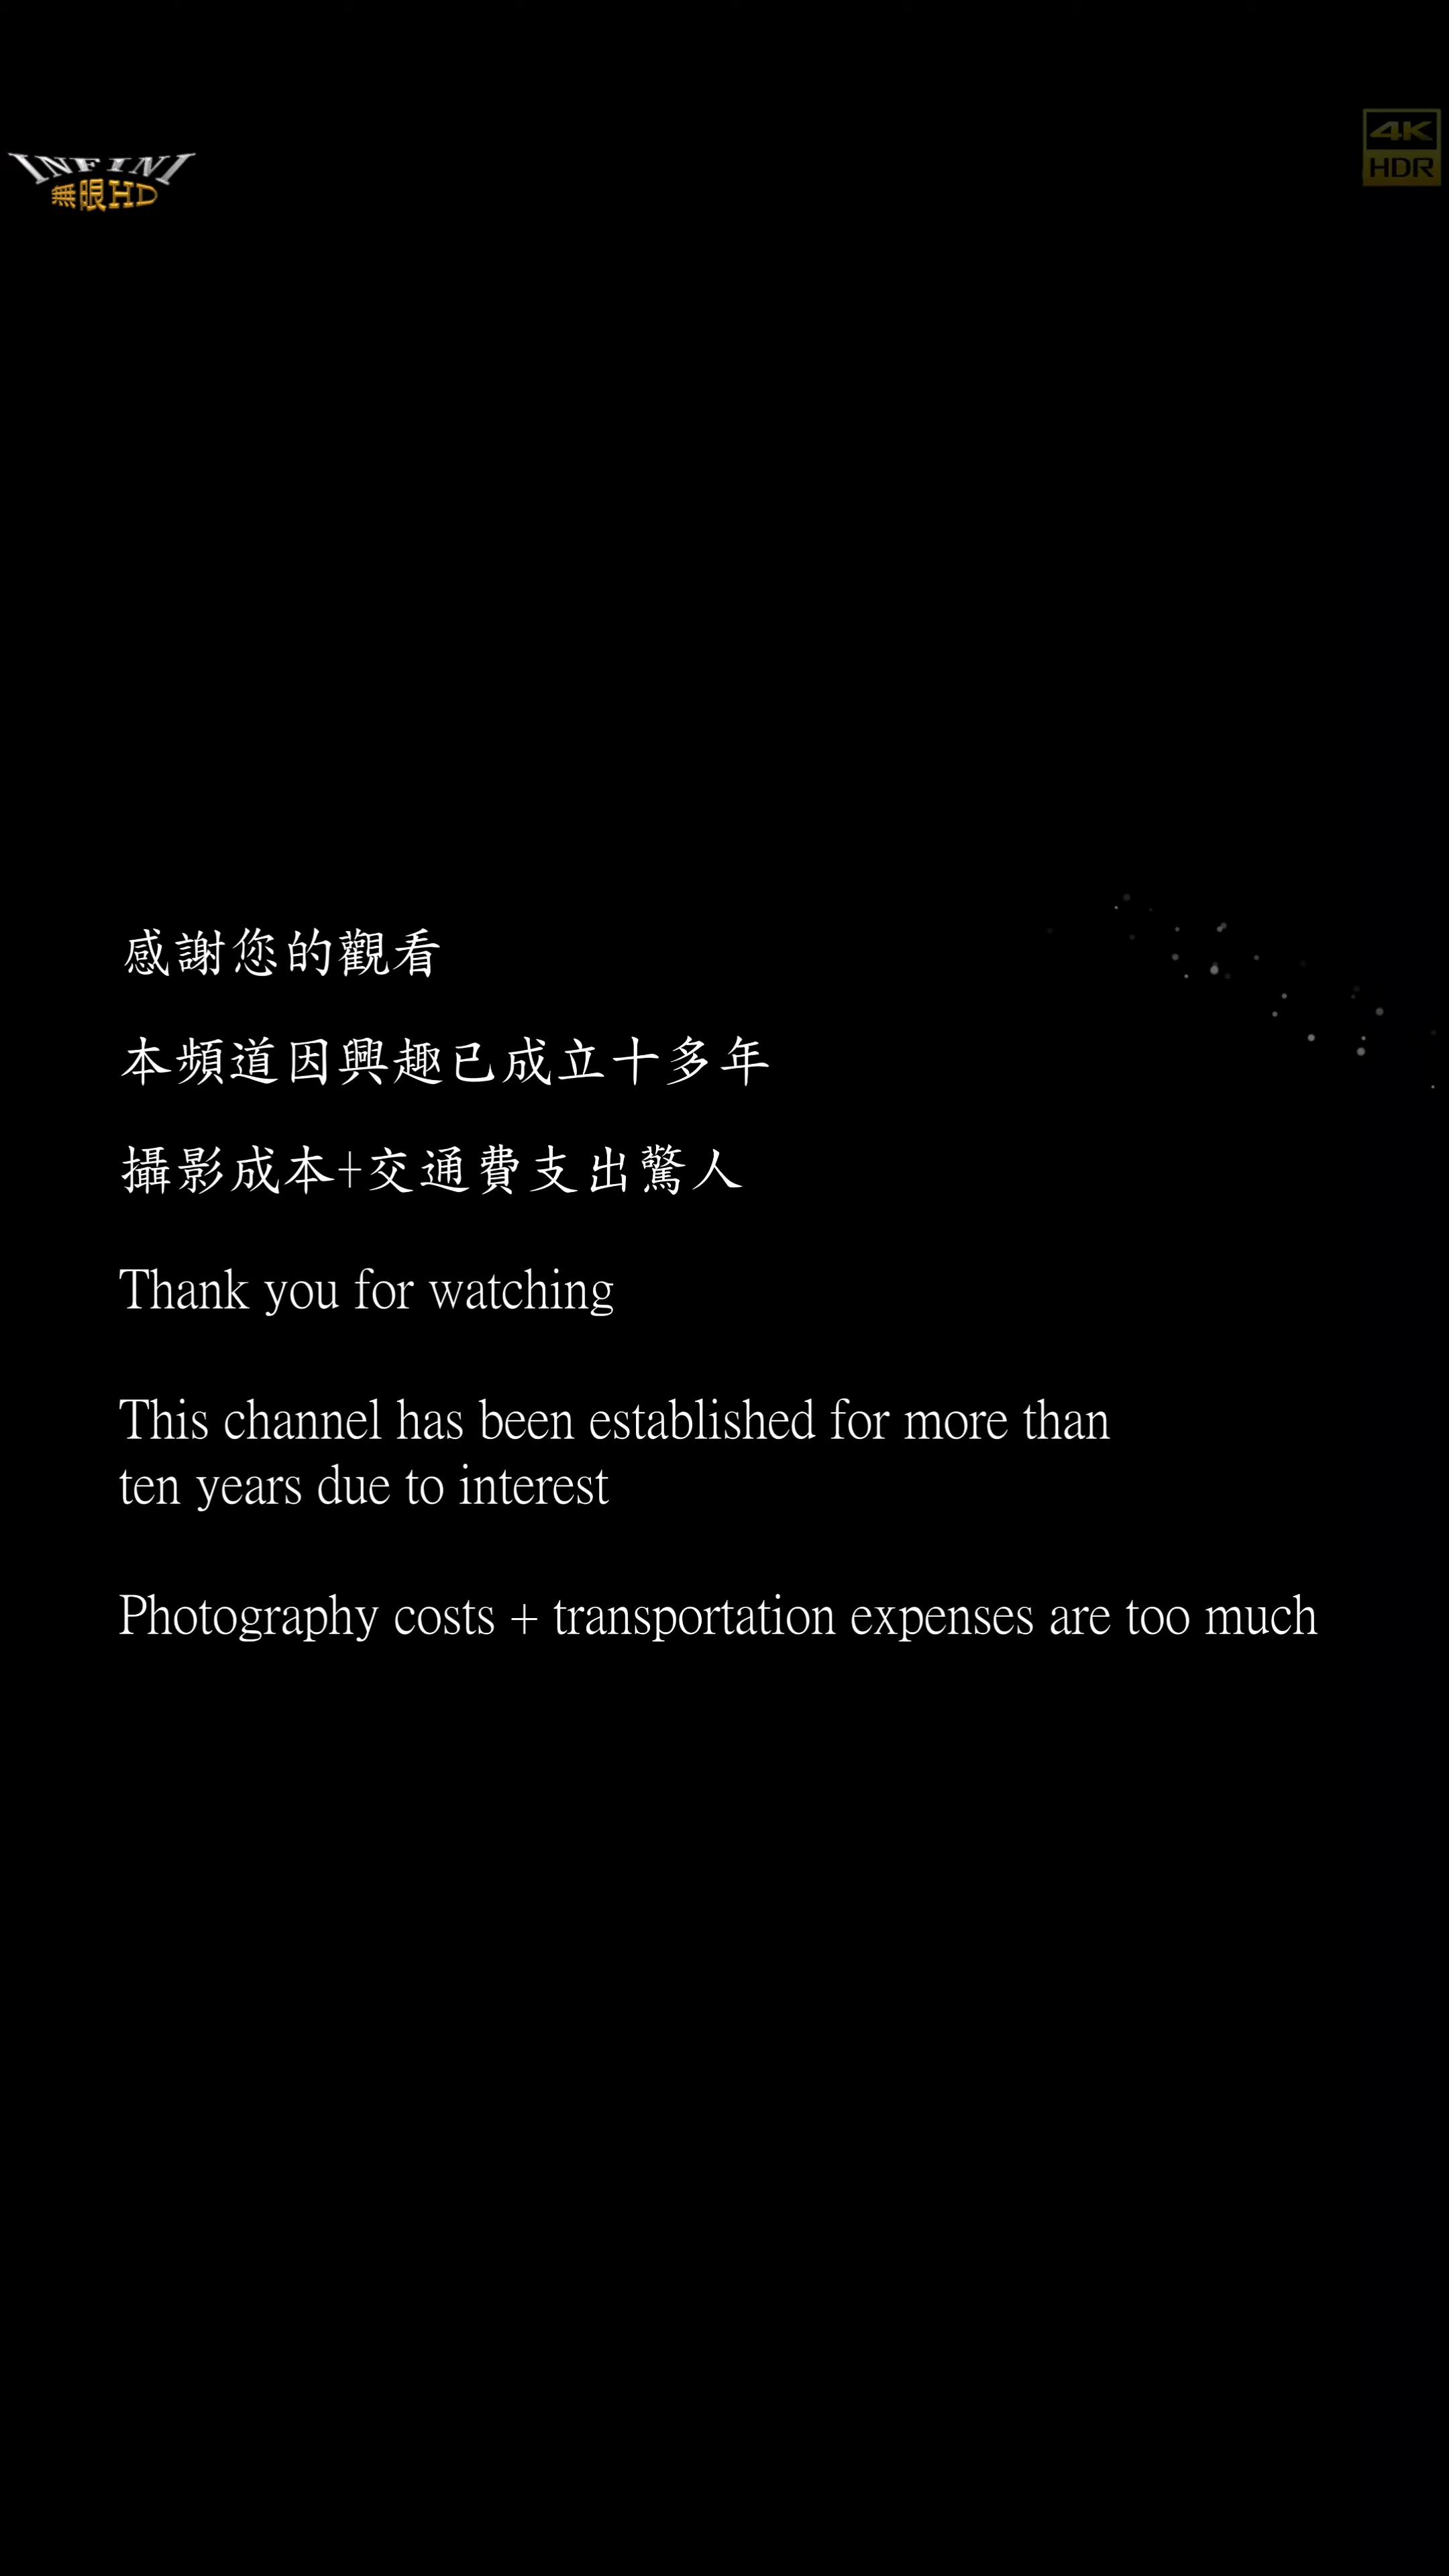 INFINI
無限HD
4K
HDR
感謝您的觀看
本頻道因興趣已成立十多年
攝影成本+交通費支出驚人
Thank you for watching
This channel has been established for more than
ten years due to interest
Photography costs + transportation expenses are too much